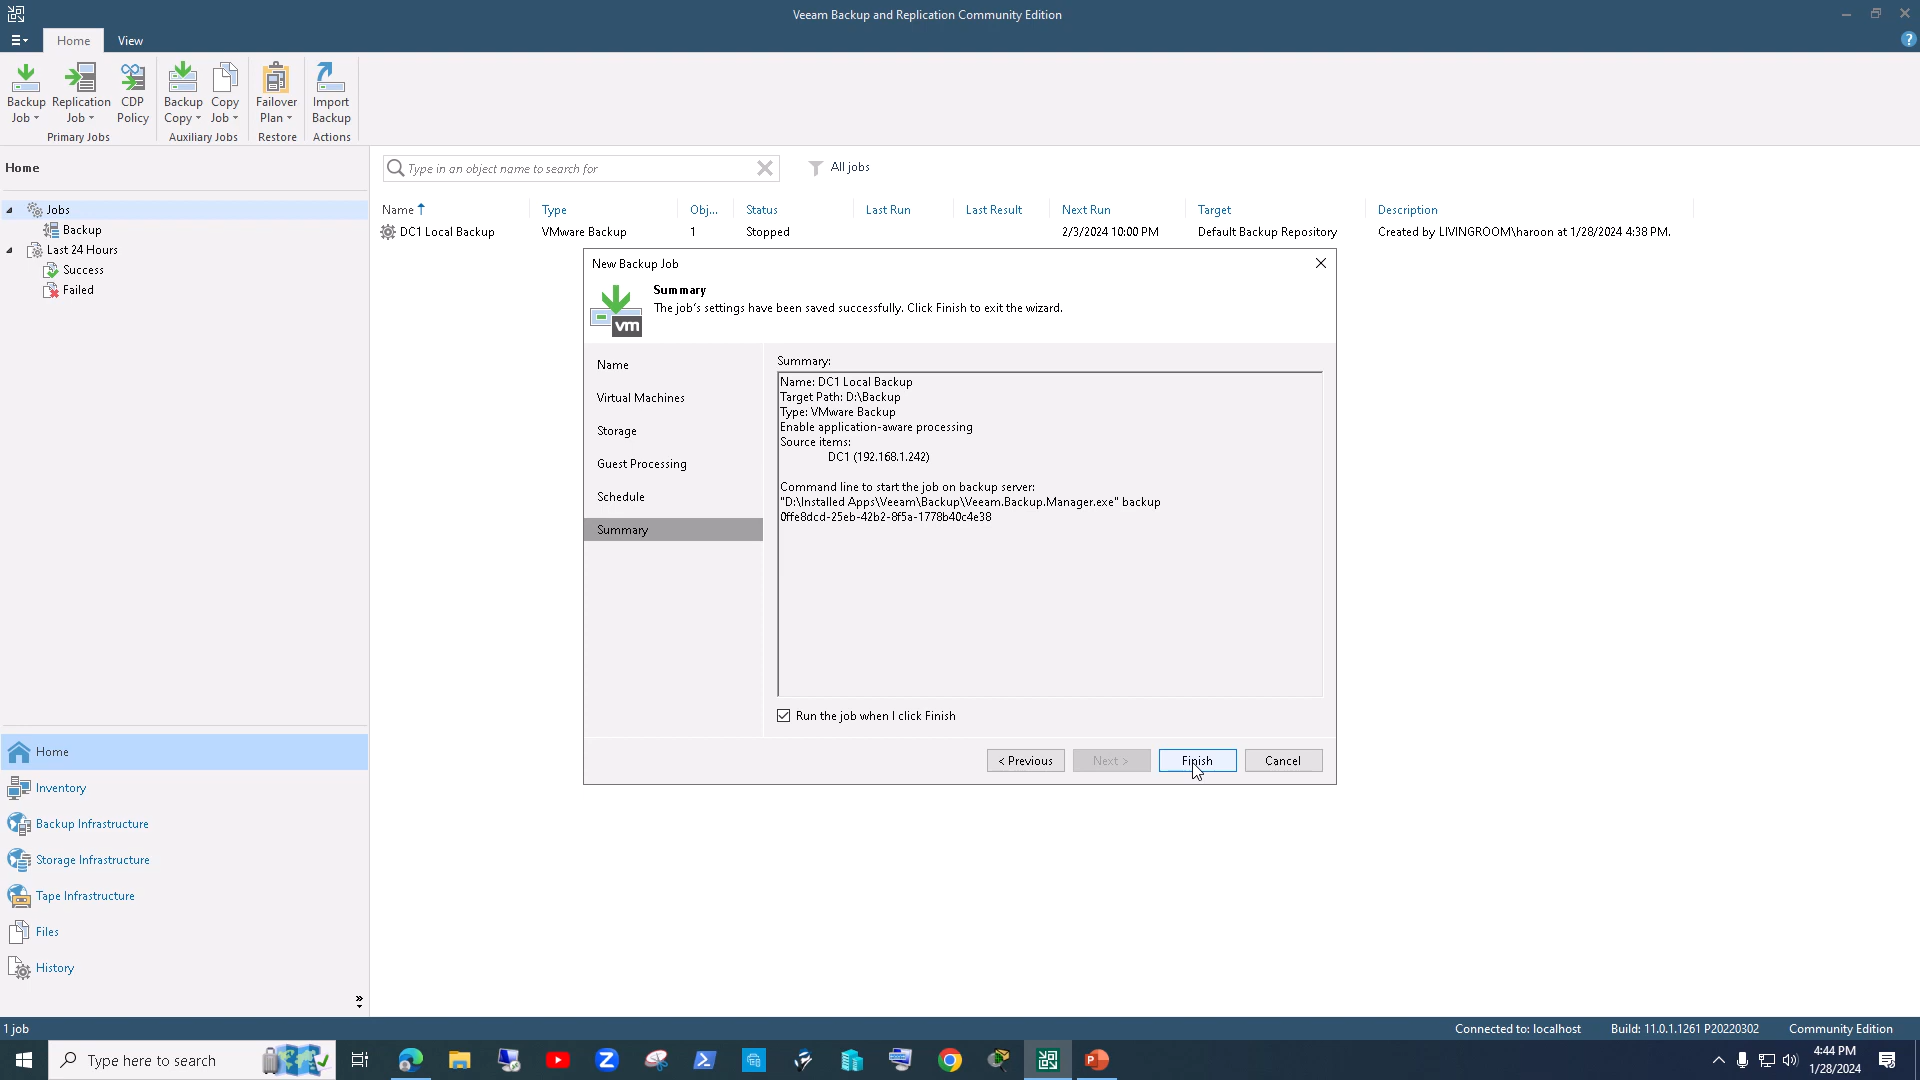 Veeam Backup and Replication Community Edition
Home
View
Backup Job
Replication Job
CDP Policy
Primary Jobs
Backup Copy
Copy Job
Auxiliary Jobs
Failover Plan
Restore
Import Backup
Actions
Home
Type in an object name to search for
All jobs
Jobs
Backup
Last 24 Hours
Success
Failed
Name Type Obj... Status Last Run Last Result Next Run Target Description
DC1 Local Backup VMware Backup 1 Stopped 2/3/2024 10:00 PM Default Backup Repository Created by LIVINGROOM\haroon at 1/28/2024 4:38 PM.
New Backup Job
Summary
The job's settings have been saved successfully. Click Finish to exit the wizard.
vm
Name
Virtual Machines
Storage
Guest Processing
Schedule
Summary
Summary:
Name: DC1 Local Backup
Target Path: D:\Backup
Type: VMware Backup
Enable application-aware processing
Source items:
DC1 (192.168.1.242)
Command line to start the job on backup server:
"D:\Installed Apps\Veeam\Backup\Veeam.Backup.Manager.exe" backup
0ffe8dcd-25eb-42b2-8f5a-1778b40c4e38
Run the job when I click Finish
< Previous
Next >
Finish
Cancel
Home
Inventory
Backup Infrastructure
Storage Infrastructure
Tape Infrastructure
Files
History
1 job
Connected to: localhost
Build: 11.0.1.1261 P20220302
Community Edition
Type here to search
4:44 PM
1/28/2024